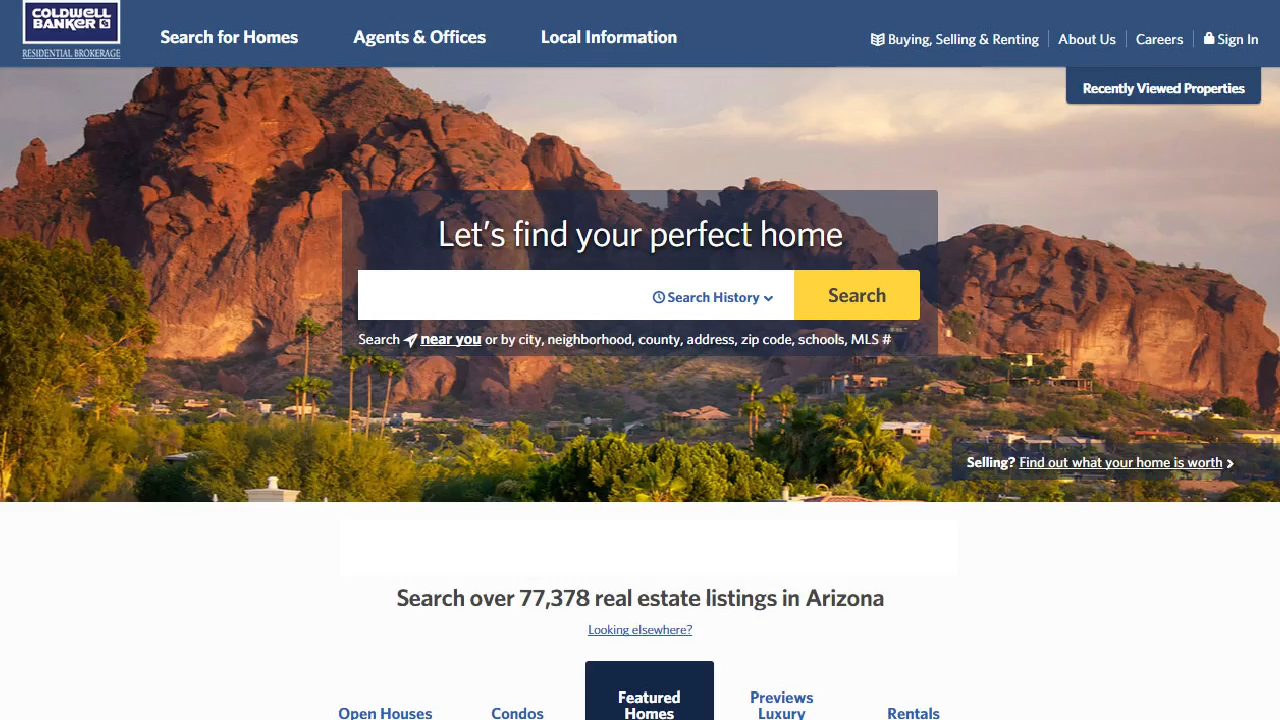 COLDWELL
BANKER
RESIDENTIAL BROKERAGE
Search for Homes
Agents & Offices
Local Information
Buying, Selling & Renting
About Us
Careers
Sign In
Recently Viewed Properties
Let's find your perfect home
Search History
Search
Search near you or by city, neighborhood, county, address, zip code, schools, MLS #
Selling? Find out what your home is worth
Search over 77,378 real estate listings in Arizona
Looking elsewhere?
Open Houses
Condos
Featured
Homes
Previews
Luxury
Rentals